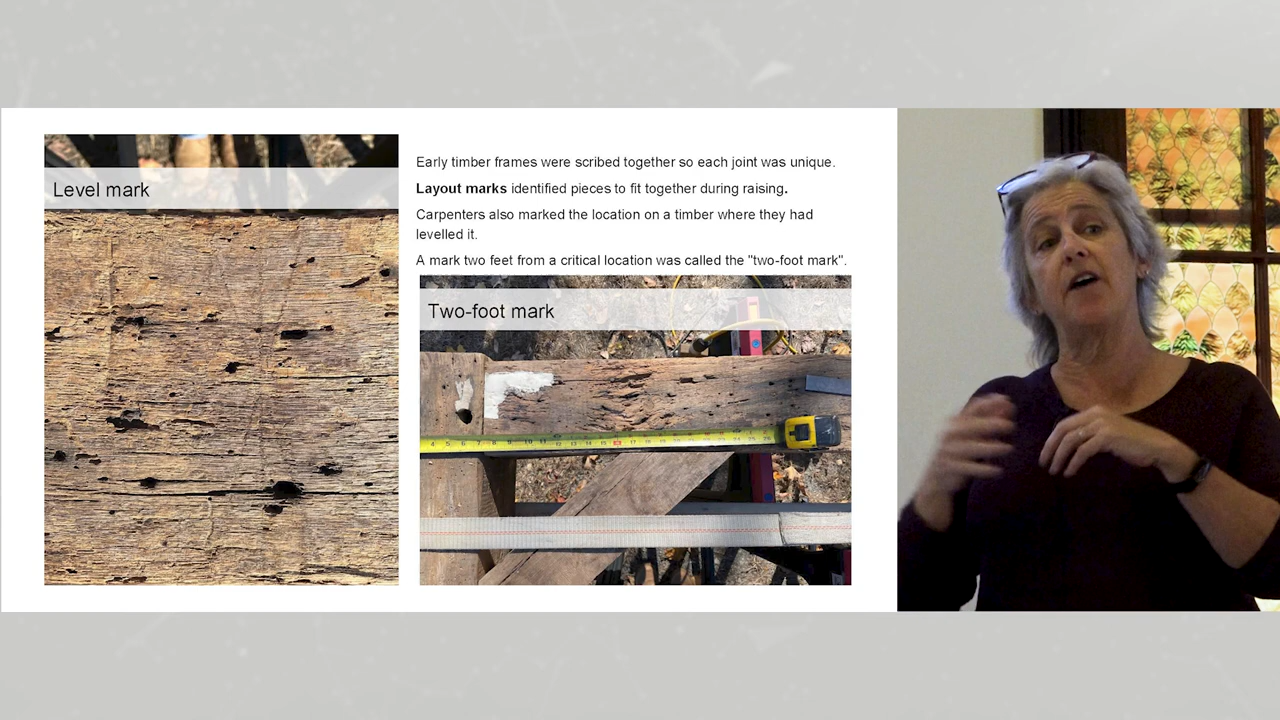 Level mark
Early timber frames were scribed together so each joint was unique.
Layout marks identified pieces to fit together during raising.
Carpenters also marked the location on a timber where they had
levelled it.
A mark two feet from a critical location was called the "two-foot mark".
Two-foot mark